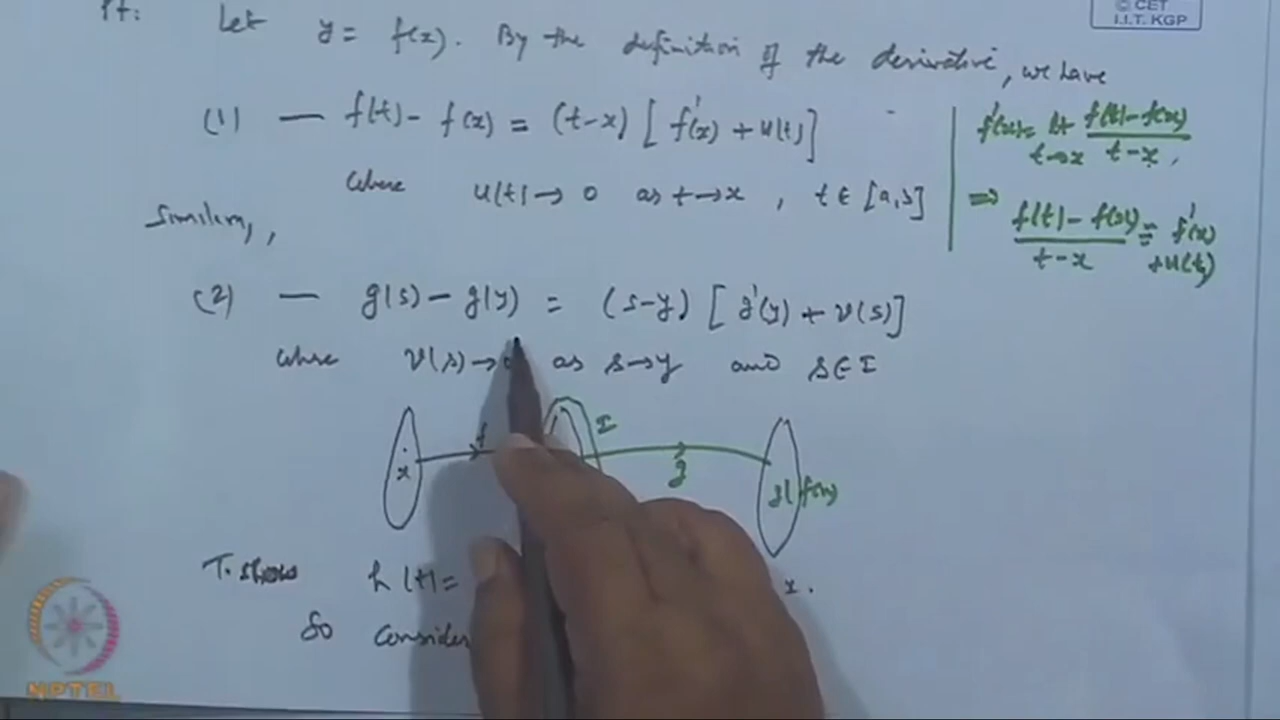 © CET
I.I.T. KGP
Pf: Let y = f(x). By the definition of the derivative, we have
(1) — f(t) - f(x) = (t-x) [f'(x) + u(t)]
where u(t) → 0 as t→x , t ∈ [a,b]
f'(x) = lt t→x f(t)-f(x) / t-x ,
⇒ f(t) - f(x) / t-x = f'(x) + u(t)
Similarly,
(2) — g(s) - g(y) = (s-y) [g'(y) + v(s)]
where v(s) → 0 as s→y and s ∈ I
x f I g g(f(x))
T. show h(t) = x.
So consider
NPTEL